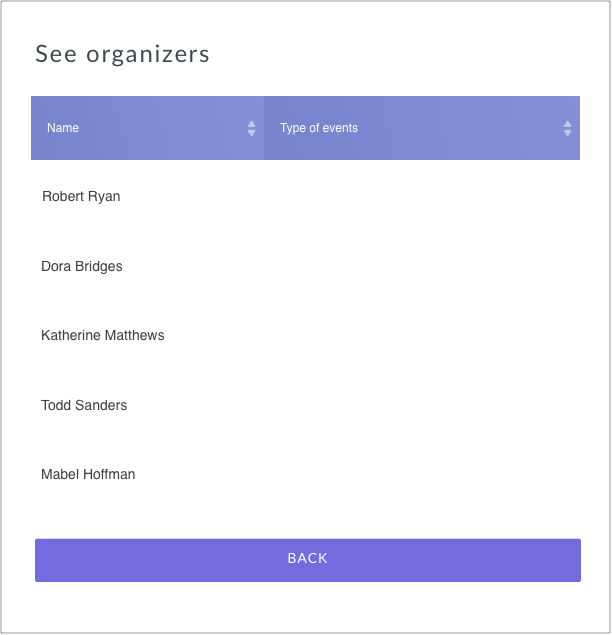 See organizers
Name Type of events
Robert Ryan
Dora Bridges
Katherine Matthews
Todd Sanders
Mabel Hoffman
BACK